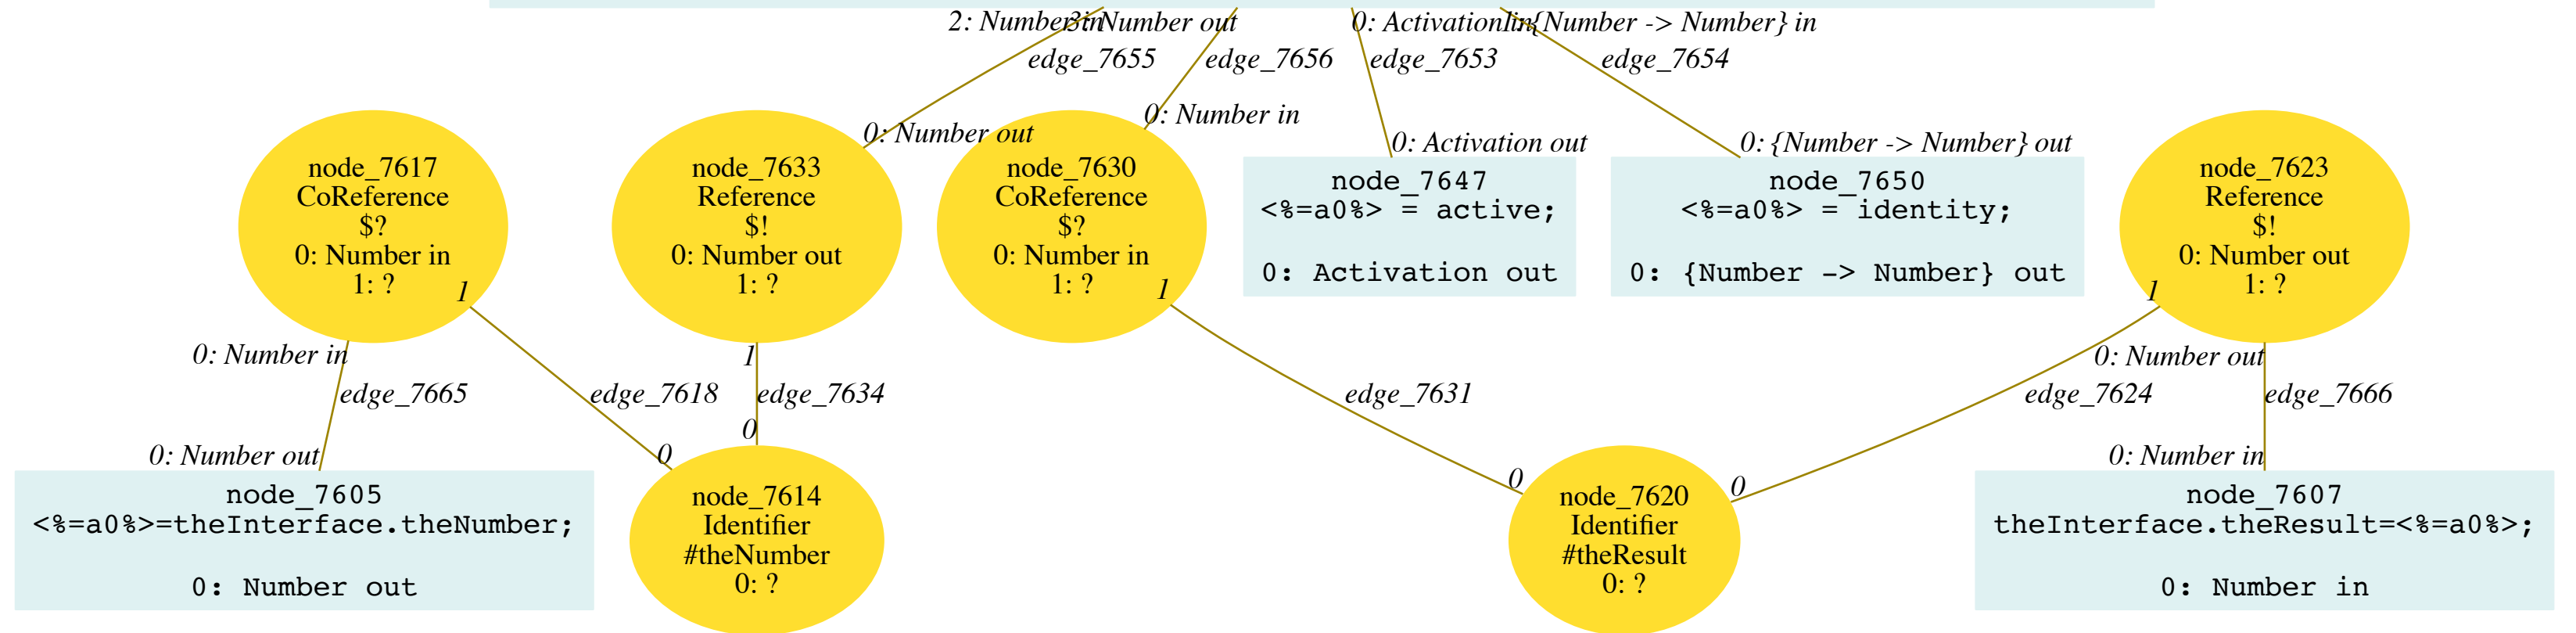 2: Number in
3: Number out
0: Activation in
1: {Number -> Number} in
edge_7655
edge_7656
edge_7653
edge_7654
0: Number out
0: Number in
0: Activation out
0: {Number -> Number} out
node_7617
CoReference
$?
0: Number in
1: ?
1
node_7633
Reference
$!
0: Number out
1: ?
node_7630
CoReference
$?
0: Number in
1: ?
1
node_7647
<%=a0%> = active;
0: Activation out
node_7650
<%=a0%> = identity;
0: {Number -> Number} out
node_7623
Reference
$!
0: Number out
1: ?
1
0: Number in
1
0: Number out
edge_7665
edge_7618
edge_7634
edge_7631
edge_7624
edge_7666
0: Number out
0
0
0
0
0: Number in
node_7605
<%=a0%>=theInterface.theNumber;
0: Number out
node_7614
Identifier
#theNumber
0: ?
node_7620
Identifier
#theResult
0: ?
node_7607
theInterface.theResult=<%=a0%>;
0: Number in